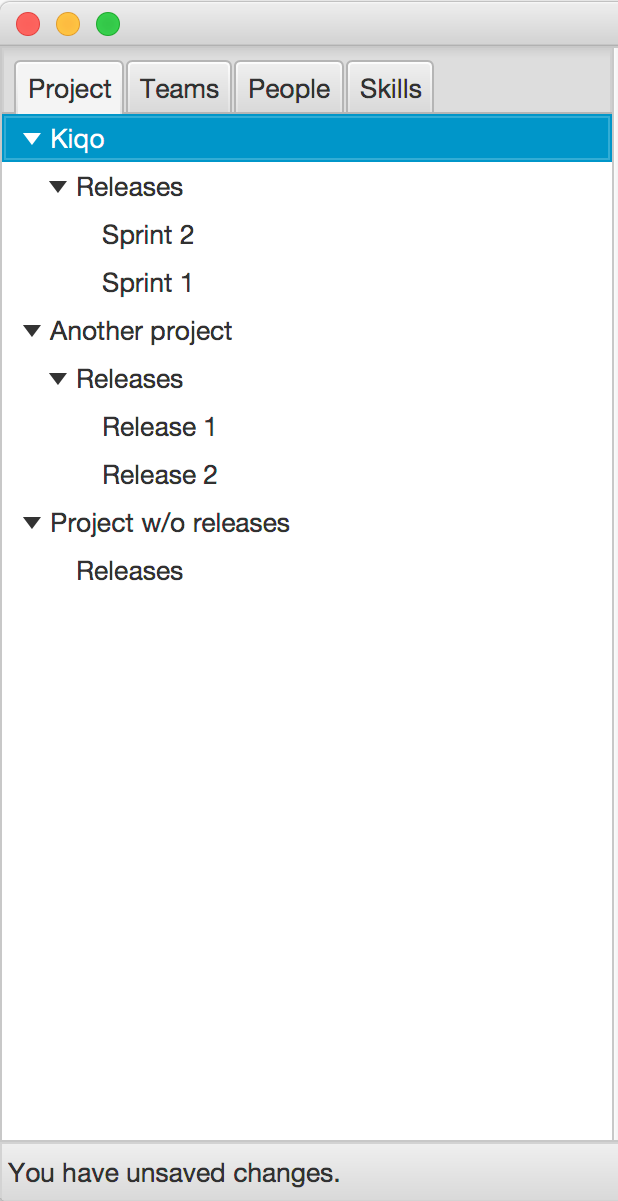 Project Teams People Skills
Kiqo
Releases
Sprint 2
Sprint 1
Another project
Releases
Release 1
Release 2
Project w/o releases
Releases
You have unsaved changes.